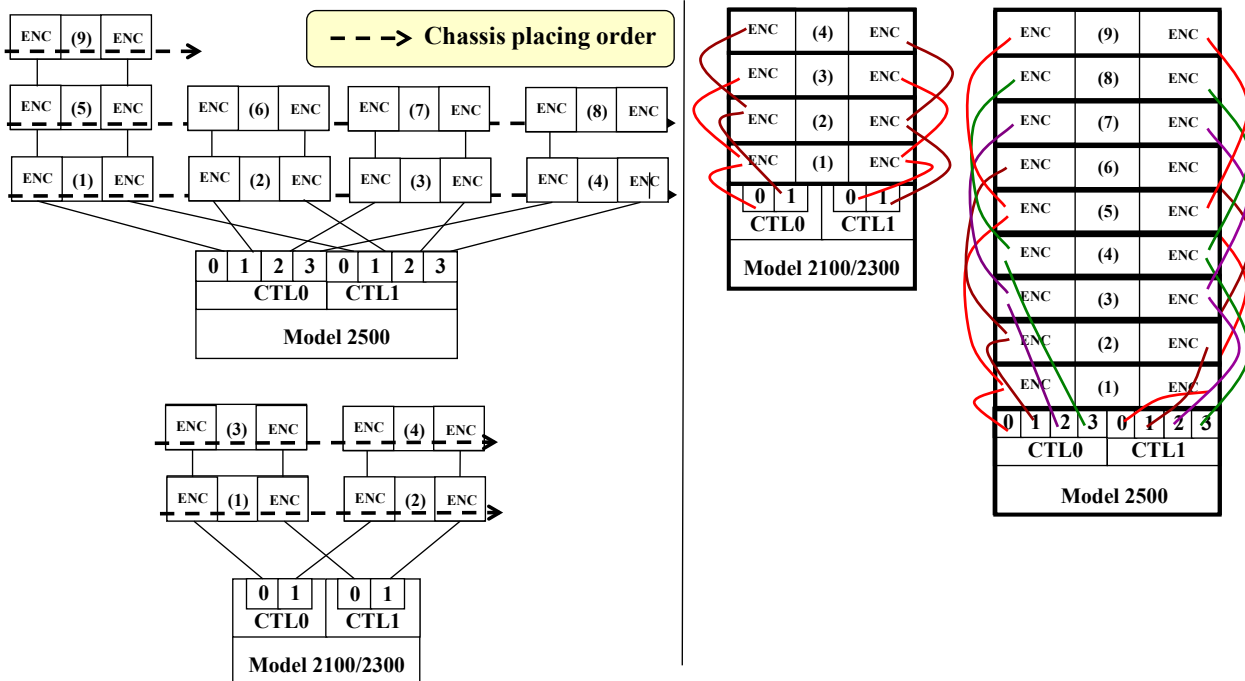 ENC (9) ENC
Chassis placing order
ENC (5) ENC ENC (6) ENC ENC (7) ENC ENC (8) ENC
ENC (1) ENC ENC (2) ENC ENC (3) ENC ENC (4) ENC
0 1 2 3 0 1 2 3
CTL0 CTL1
Model 2500
ENC (3) ENC ENC (4) ENC
ENC (1) ENC ENC (2) ENC
0 1 0 1
CTL0 CTL1
Model 2100/2300
ENC (4) ENC
ENC (3) ENC
ENC (2) ENC
ENC (1) ENC
0 1 0 1
CTL0 CTL1
Model 2100/2300
ENC (9) ENC
ENC (8) ENC
ENC (7) ENC
ENC (6) ENC
ENC (5) ENC
ENC (4) ENC
ENC (3) ENC
ENC (2) ENC
ENC (1) ENC
0 1 2 3 0 1 2 3
CTL0 CTL1
Model 2500